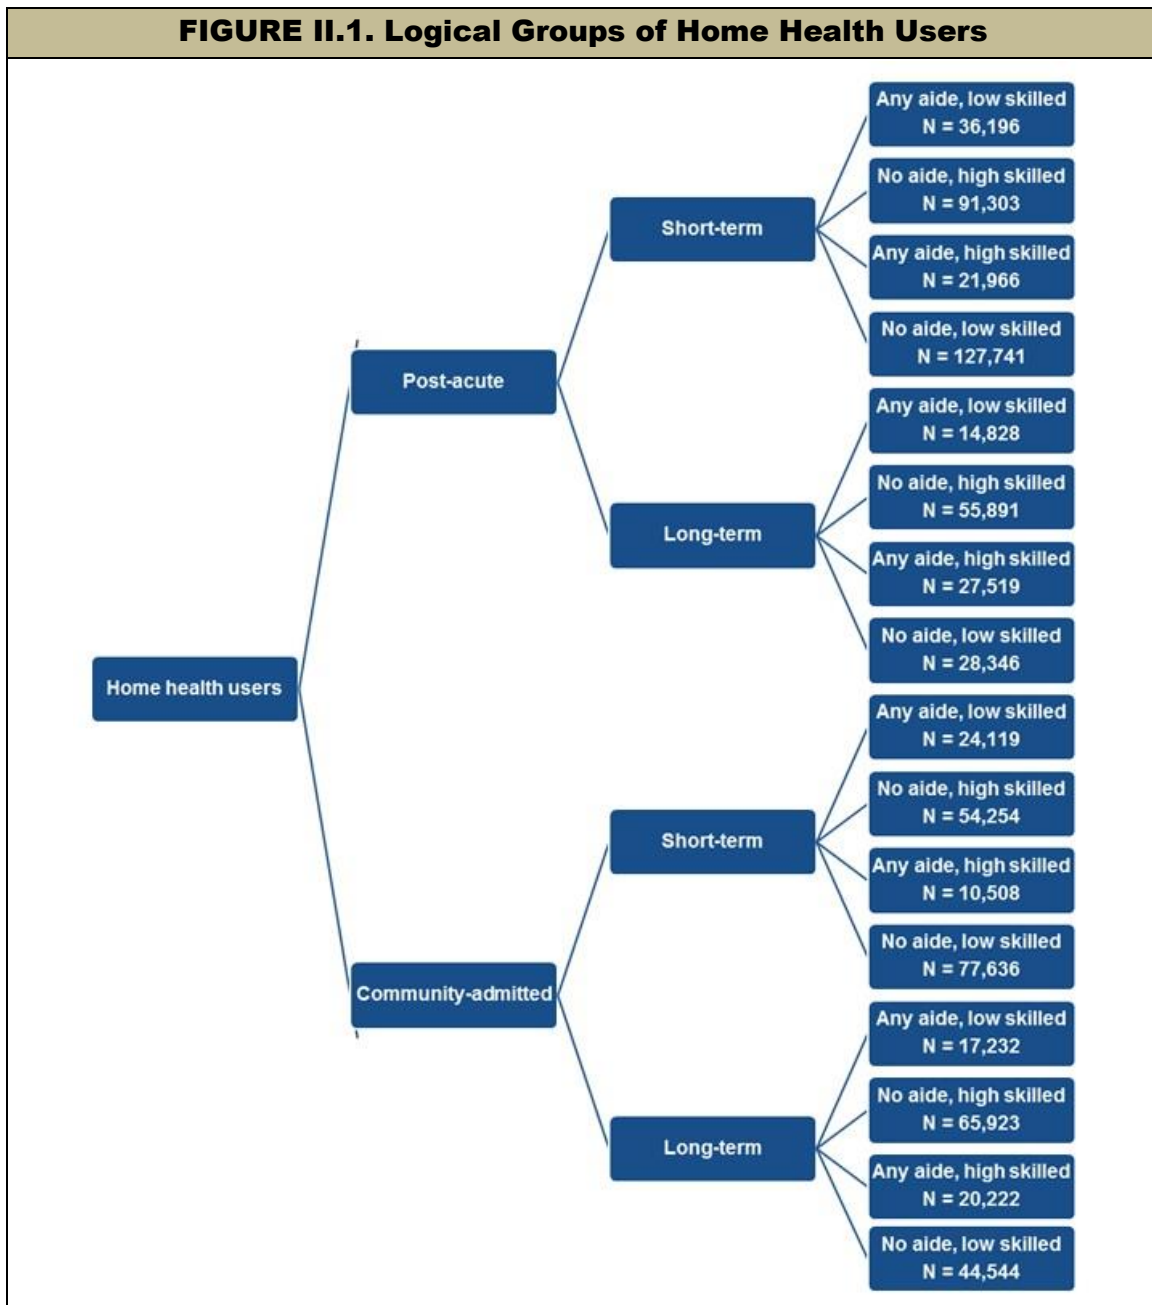 FIGURE II.1. Logical Groups of Home Health Users
Home health users
Post-acute
Short-term
Any aide, low skilled
N = 36,196
No aide, high skilled
N = 91,303
Any aide, high skilled
N = 21,966
No aide, low skilled
N = 127,741
Long-term
Any aide, low skilled
N = 14,828
No aide, high skilled
N = 55,891
Any aide, high skilled
N = 27,519
No aide, low skilled
N = 28,346
Community-admitted
Short-term
Any aide, low skilled
N = 24,119
No aide, high skilled
N = 54,254
Any aide, high skilled
N = 10,508
No aide, low skilled
N = 77,636
Long-term
Any aide, low skilled
N = 17,232
No aide, high skilled
N = 65,923
Any aide, high skilled
N = 20,222
No aide, low skilled
N = 44,544